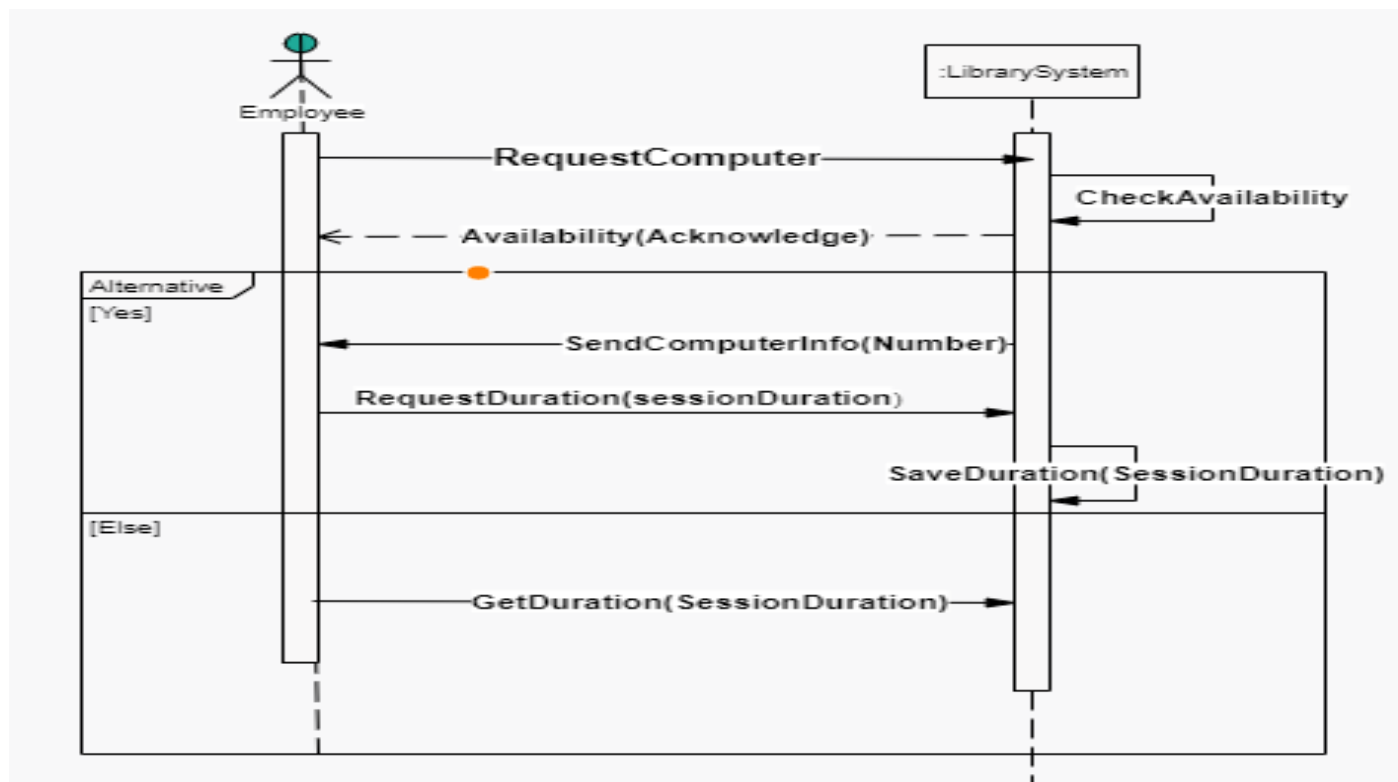 Employee
:LibrarySystem
RequestComputer
CheckAvailability
Availability(Acknowledge)
Alternative
[Yes]
SendComputerInfo(Number)
RequestDuration(sessionDuration)
SaveDuration(SessionDuration)
[Else]
GetDuration(SessionDuration)